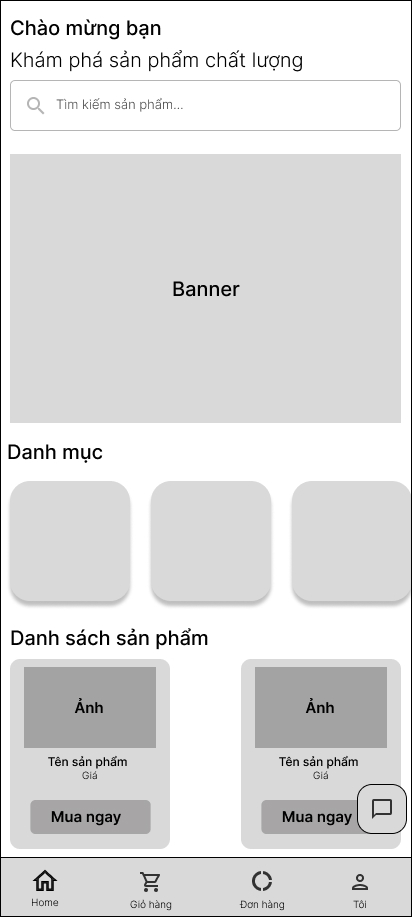 Chào mừng bạn
Khám phá sản phẩm chất lượng
Tìm kiếm sản phẩm...
Banner
Danh mục
Danh sách sản phẩm
Ảnh
Tên sản phẩm
Giá
Mua ngay
Ảnh
Tên sản phẩm
Giá
Mua ngay
Home
Giỏ hàng
Đơn hàng
Tôi